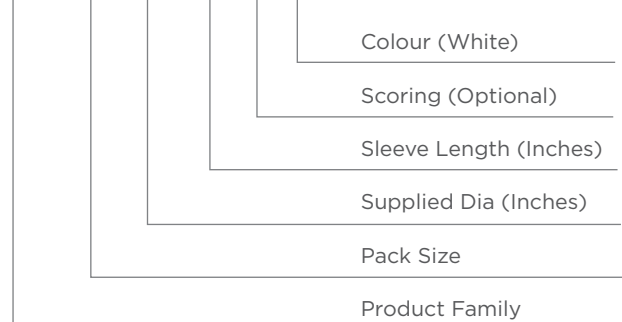 Colour (White)
Scoring (Optional)
Sleeve Length (Inches)
Supplied Dia (Inches)
Pack Size
Product Family